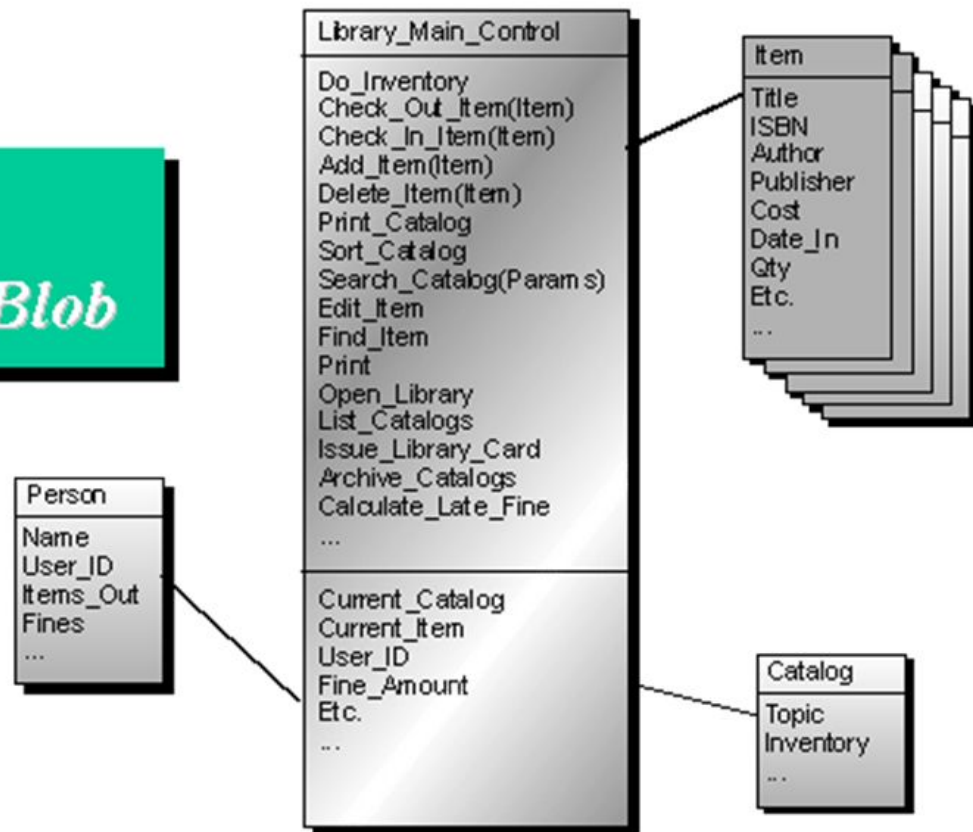 Blob
Library_Main_Control
Do_Inventory
Check_Out_Item(Item)
Check_In_Item(Item)
Add_Item(Item)
Delete_Item(Item)
Print_Catalog
Sort_Catalog
Search_Catalog(Params)
Edit_Item
Find_Item
Print
Open_Library
List_Catalogs
Issue_Library_Card
Archive_Catalogs
Calculate_Late_Fine
...
Current_Catalog
Current_Item
User_ID
Fine_Amount
Etc.
...
Item
Title
ISBN
Author
Publisher
Cost
Date_In
Qty
Etc.
...
Person
Name
User_ID
Items_Out
Fines
...
Catalog
Topic
Inventory
...